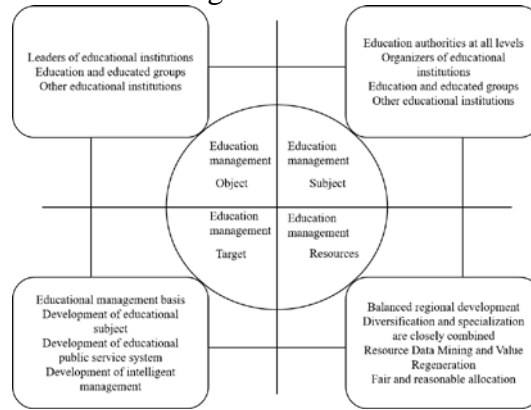 Leaders of educational institutions
Education and educated groups
Other educational institutions
Education authorities at all levels
Organizers of educational
institutions
Education and educated groups
Other educational institutions
Education
management
Object
Education
management
Subject
Education
management
Target
Education
management
Resources
Educational management basis
Development of educational
subject
Development of educational
public service system
Development of intelligent
management
Balanced regional development
Diversification and specialization
are closely combined
Resource Data Mining and Value
Regeneration
Fair and reasonable allocation